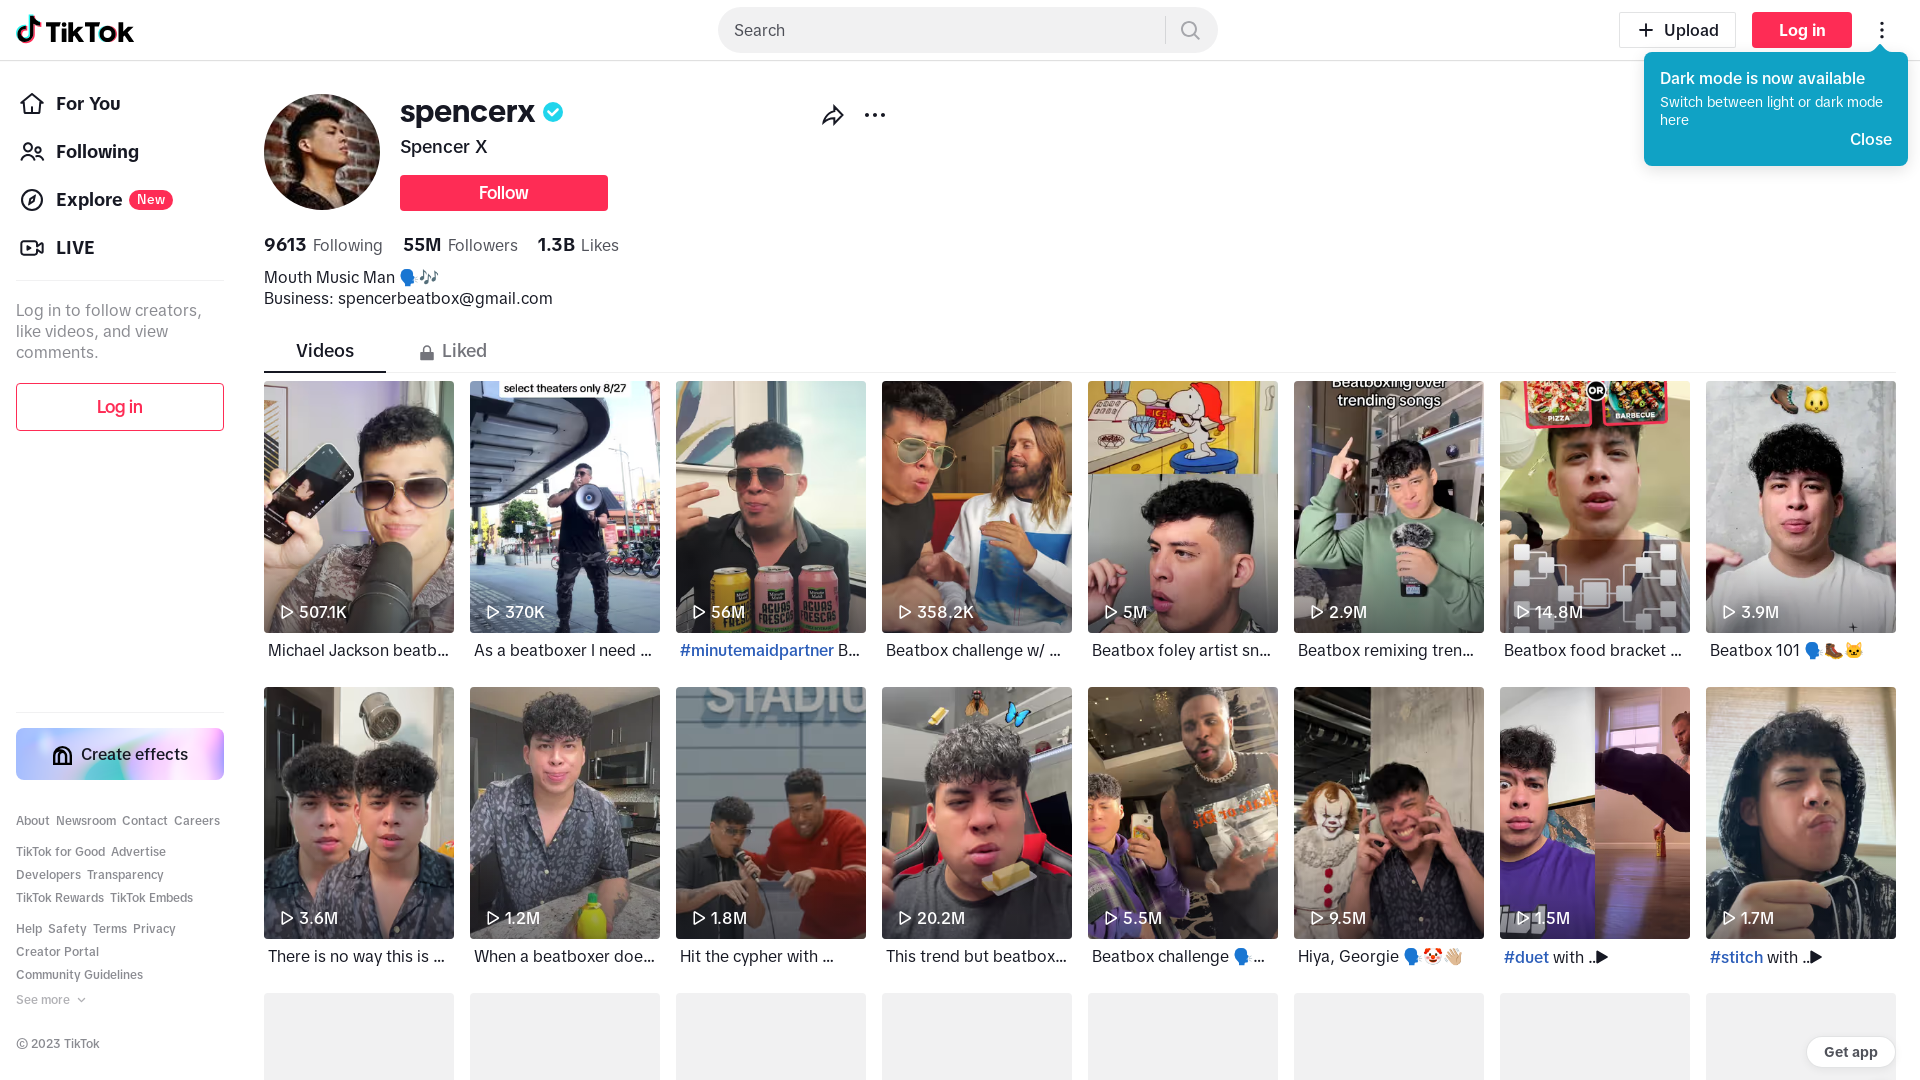 TikTok
Search
Upload
Log in
Dark mode is now available
Switch between light or dark mode
here
Close
For You
Following
Explore New
LIVE
Log in to follow creators,
like videos, and view
comments.
Log in
Create effects
About Newsroom Contact Careers
TikTok for Good Advertise
Developers Transparency
TikTok Rewards TikTok Embeds
Help Safety Terms Privacy
Creator Portal
Community Guidelines
See more
© 2023 TikTok
spencerx
Spencer X
Follow
9613 Following 55M Followers 1.3B Likes
Mouth Music Man 🗣️🎶
Business: spencerbeatbox@gmail.com
Videos
Liked
507.1K
Michael Jackson beatb...
select theaters only 8/27
370K
As a beatboxer I need ...
Minute Maid
AGUAS FRESCAS
AGUAS FRESCAS
56M
#minutemaidpartner B...
358.2K
Beatbox challenge w/ ...
ICE
5M
Beatbox foley artist sn...
Beatboxing over
trending songs
2.9M
Beatbox remixing tren...
OR
PIZZA
BARBECUE
14.8M
Beatbox food bracket ...
3.9M
Beatbox 101 🗣️🥾🐱
3.6M
There is no way this is ...
1.2M
When a beatboxer doe...
STADIU
1.8M
Hit the cypher with ...
20.2M
This trend but beatbox...
5.5M
Beatbox challenge 🗣️...
9.5M
Hiya, Georgie 🗣️🤡👋🏼
1.5M
#duet with ...
1.7M
#stitch with ...
Get app